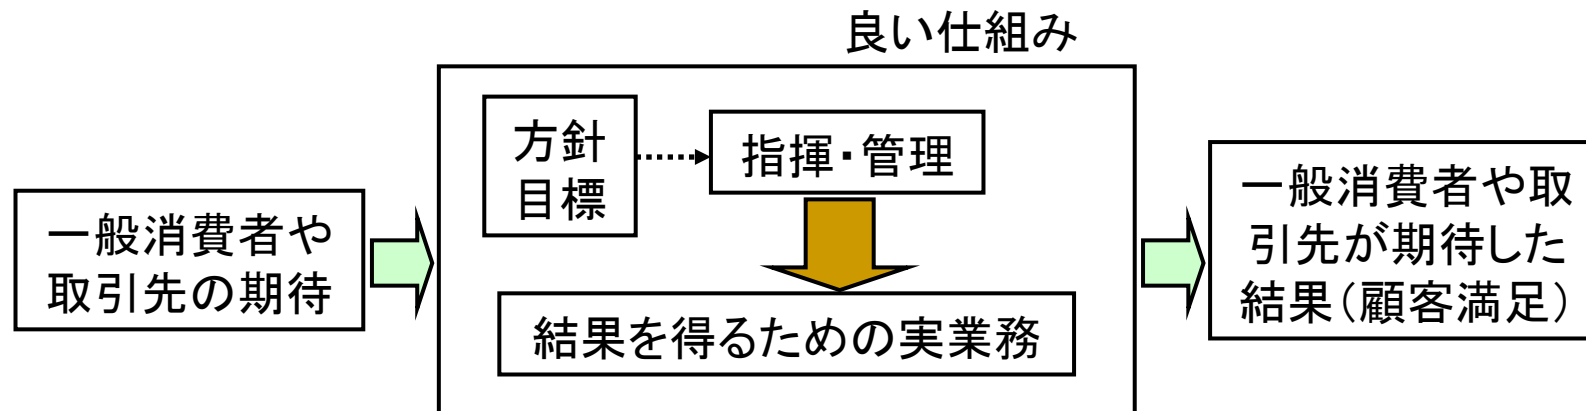 良い仕組み
方針
目標
指揮・管理
一般消費者や
取引先の期待
結果を得るための実業務
一般消費者や取
引先が期待した
結果(顧客満足)